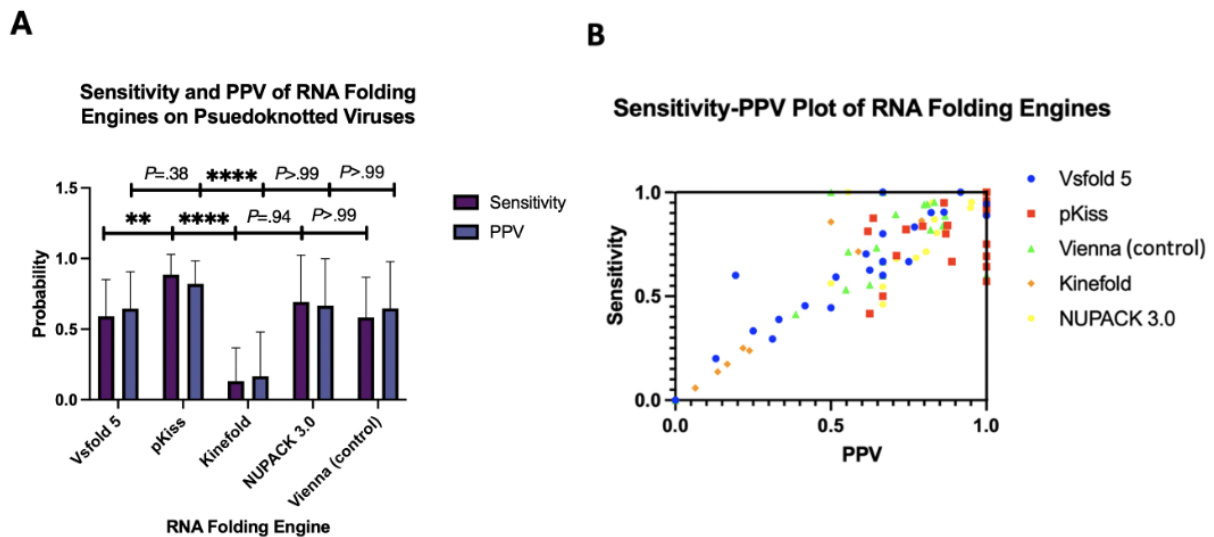 A
Sensitivity and PPV of RNA Folding
Engines on Psuedoknotted Viruses
P=.38 **** P>.99 P>.99
** **** P=.94 P>.99
1.5
1.0
0.5
0.0
Probability
Vsfold 5
pKiss
Kinefold
NUPACK 3.0
Vienna (control)
RNA Folding Engine
Sensitivity
PPV
B
Sensitivity-PPV Plot of RNA Folding Engines
1.0
0.5
0.0
Sensitivity
0.0 0.5 1.0
PPV
Vsfold 5
pKiss
Vienna (control)
Kinefold
NUPACK 3.0